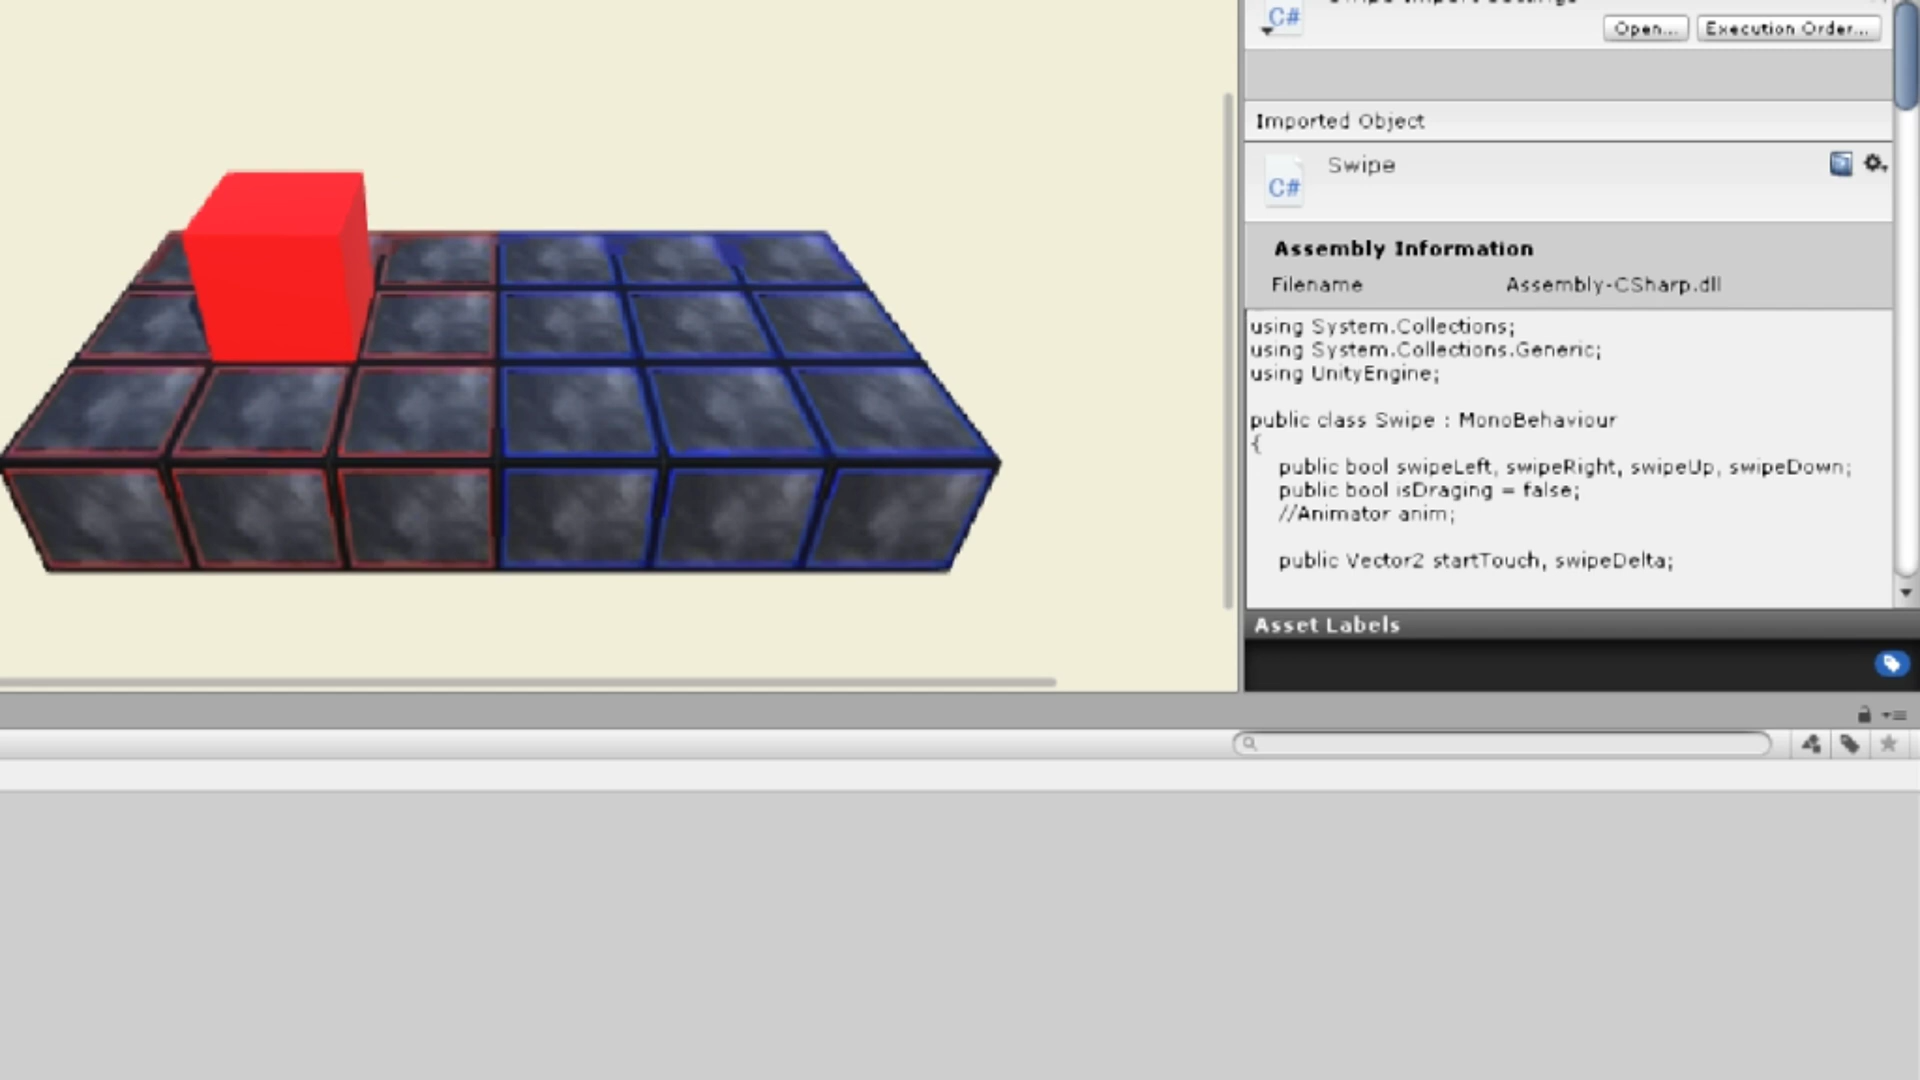 C#
Open...
Execution Order...
Imported Object
C#
Swipe
Assembly Information
Filename Assembly-CSharp.dll
using System.Collections;
using System.Collections.Generic;
using UnityEngine;
public class Swipe : MonoBehaviour
{
public bool swipeLeft, swipeRight, swipeUp, swipeDown;
public bool isDraging = false;
//Animator anim;
public Vector2 startTouch, swipeDelta;
Asset Labels